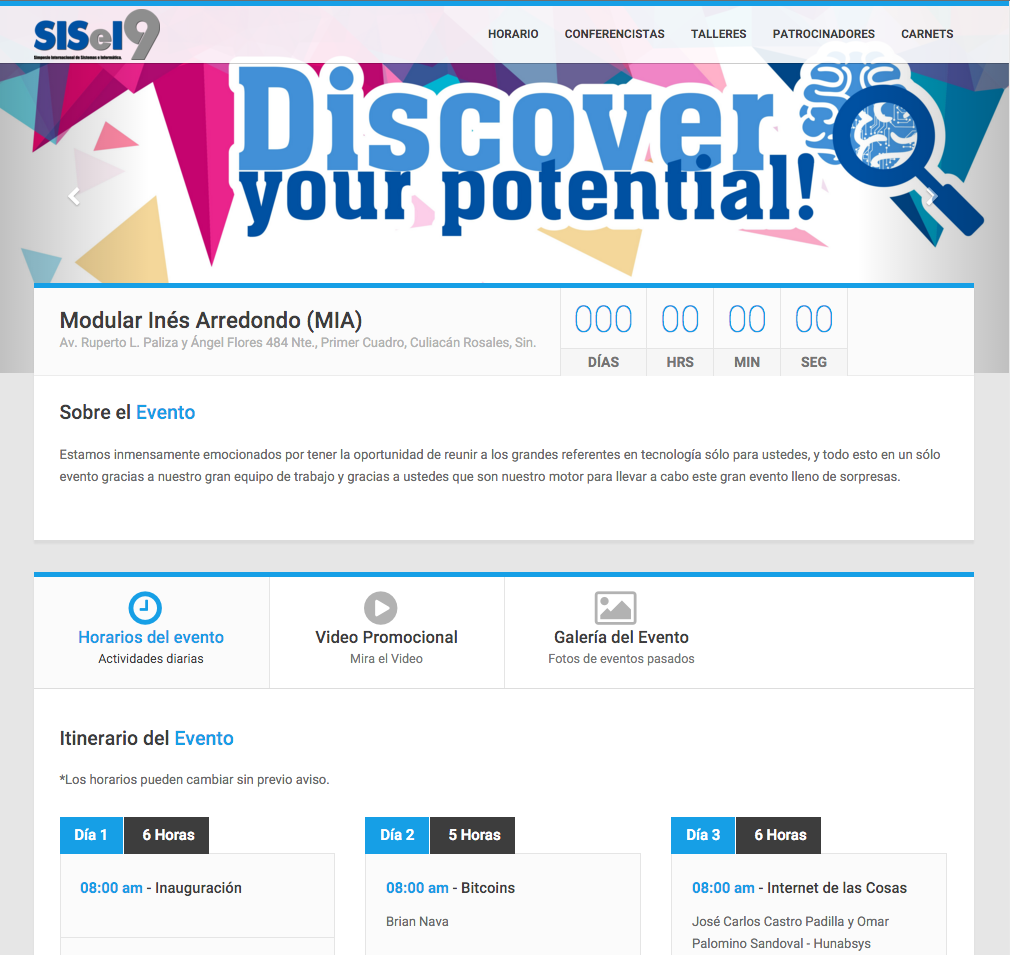 SISel9
Simposio Internacional de Sistemas e Informática.
HORARIO CONFERENCISTAS TALLERES PATROCINADORES CARNETS
Discover
your potential!
Modular Inés Arredondo (MIA)
Av. Ruperto L. Paliza y Ángel Flores 484 Nte., Primer Cuadro, Culiacán Rosales, Sin.
000 00 00 00
DÍAS HRS MIN SEG
Sobre el Evento
Estamos inmensamente emocionados por tener la oportunidad de reunir a los grandes referentes en tecnología sólo para ustedes, y todo esto en un sólo
evento gracias a nuestro gran equipo de trabajo y gracias a ustedes que son nuestro motor para llevar a cabo este gran evento lleno de sorpresas.
Horarios del evento
Actividades diarias
Video Promocional
Mira el Video
Galería del Evento
Fotos de eventos pasados
Itinerario del Evento
*Los horarios pueden cambiar sin previo aviso.
Día 1 6 Horas
08:00 am - Inauguración
Día 2 5 Horas
08:00 am - Bitcoins
Brian Nava
Día 3 6 Horas
08:00 am - Internet de las Cosas
José Carlos Castro Padilla y Omar
Palomino Sandoval - Hunabsys